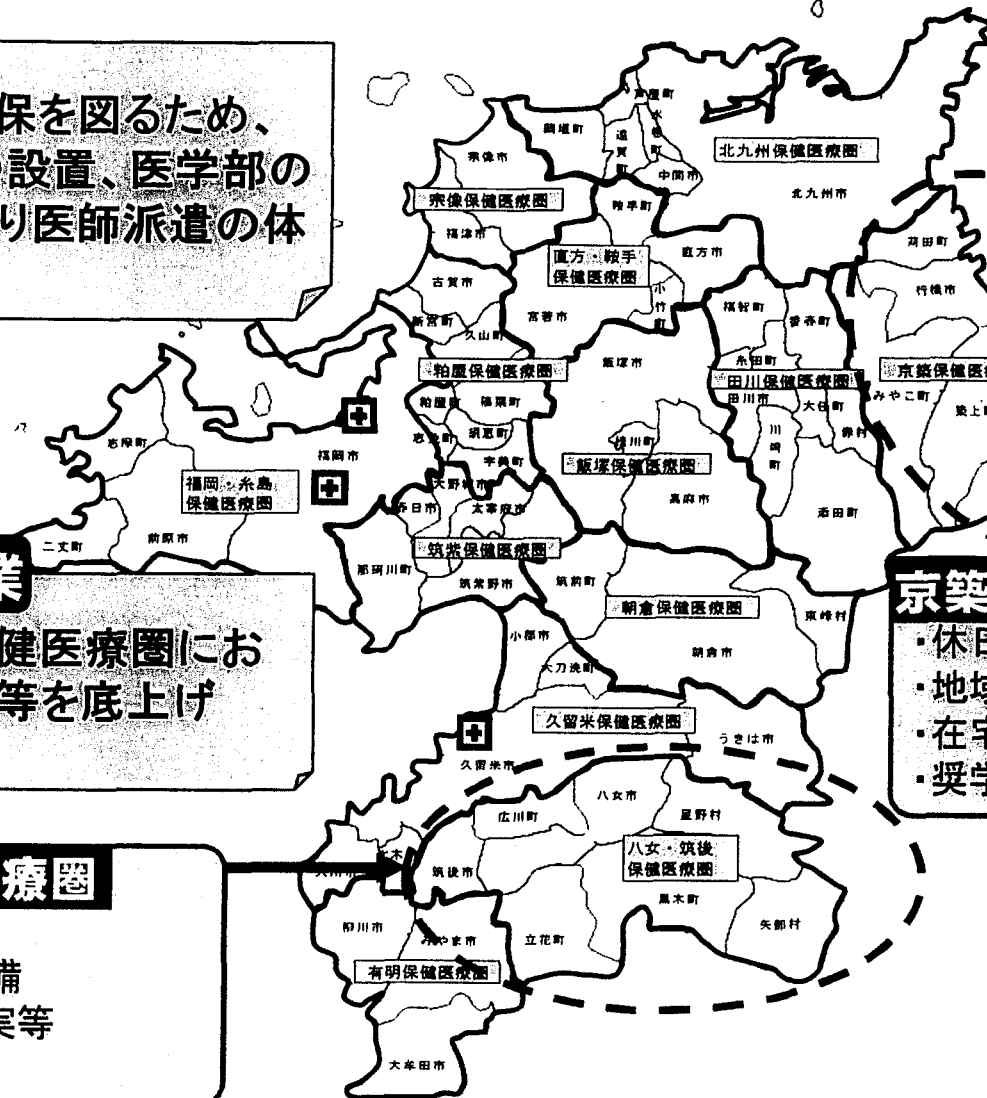 保を図るため、
設置、医学部の
り医師派遣の体
芦屋町
水巻町
岡垣町
遠賀町
北九州保健医療圏
宗像市
中間市
北九州市
宗像保健医療圏
鞍手町
福津市
苅田町
直方・鞍手
保健医療圏
直方市
古賀市
小竹町
行橋市
新宮町
宮若市
福智町
香春町
久山町
飯塚市
糸田町
粕屋保健医療圏
田川保健医療圏
京築保健医
田川市
みやこ町
粕屋町
篠栗町
大任町
築上
志免町
須恵町
川崎町
赤村
志摩町
福岡市
桂川町
宇美町
飯塚保健医療圏
福岡・糸島
保健医療圏
大野城市
嘉麻市
春日市
太宰府市
添田町
二丈町
前原市
筑紫保健医療圏
那珂川町
筑紫野市
筑前町
朝倉保健医療圏
東峰村
業
健医療圏にお
等を底上げ
小郡市
朝倉市
大刀洗町
京築
・休日
・地域
・在宅
・奨学
久留米保健医療圏
うきは市
久留米市
八女市
広川町
星野村
八女・筑後
保健医療圏
療圏
筑後市
黒木町
矢部村
柳川市
みやま市
立花町
有明保健医療圏
備
実等
大牟田市